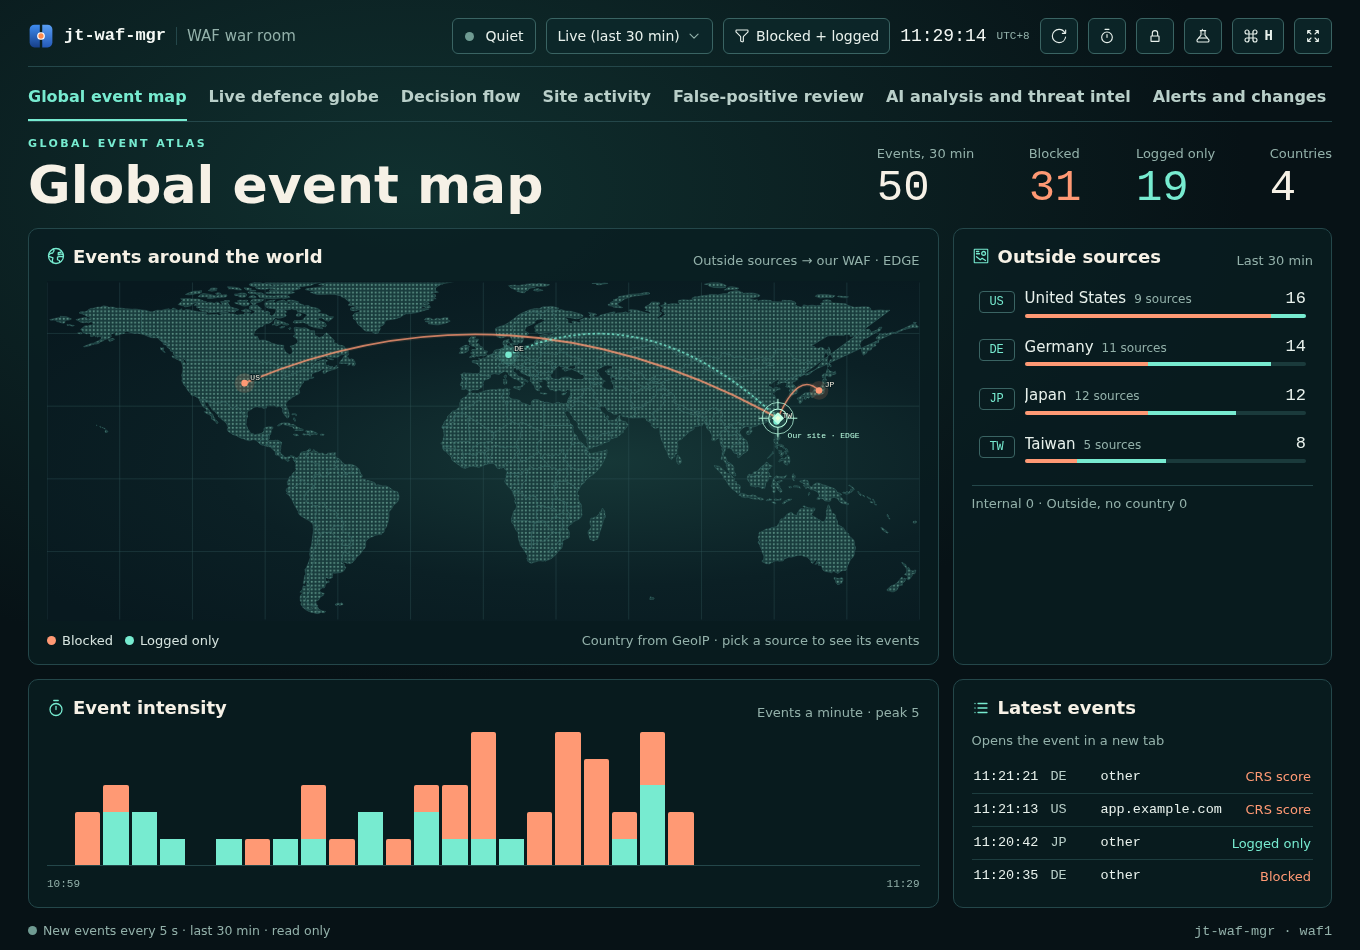 jt-waf-mgr WAF war room Quiet Live (last 30 min) Blocked + logged 11:29:14 UTC+8 ⌘ H
Global event map Live defence globe Decision flow Site activity False-positive review AI analysis and threat intel Alerts and changes
GLOBAL EVENT ATLAS
Global event map
Events, 30 min Blocked Logged only Countries
50 31 19 4
Events around the world
Outside sources → our WAF · EDGE
DE
US
JP
Our site · EDGE
Blocked Logged only
Country from GeoIP · pick a source to see its events
Outside sources
Last 30 min
US United States 9 sources 16
DE Germany 11 sources 14
JP Japan 12 sources 12
TW Taiwan 5 sources 8
Internal 0 · Outside, no country 0
Event intensity
Events a minute · peak 5
10:59 11:29
Latest events
Opens the event in a new tab
11:21:21 DE other CRS score
11:21:13 US app.example.com CRS score
11:20:42 JP other Logged only
11:20:35 DE other Blocked
New events every 5 s · last 30 min · read only
jt-waf-mgr · waf1